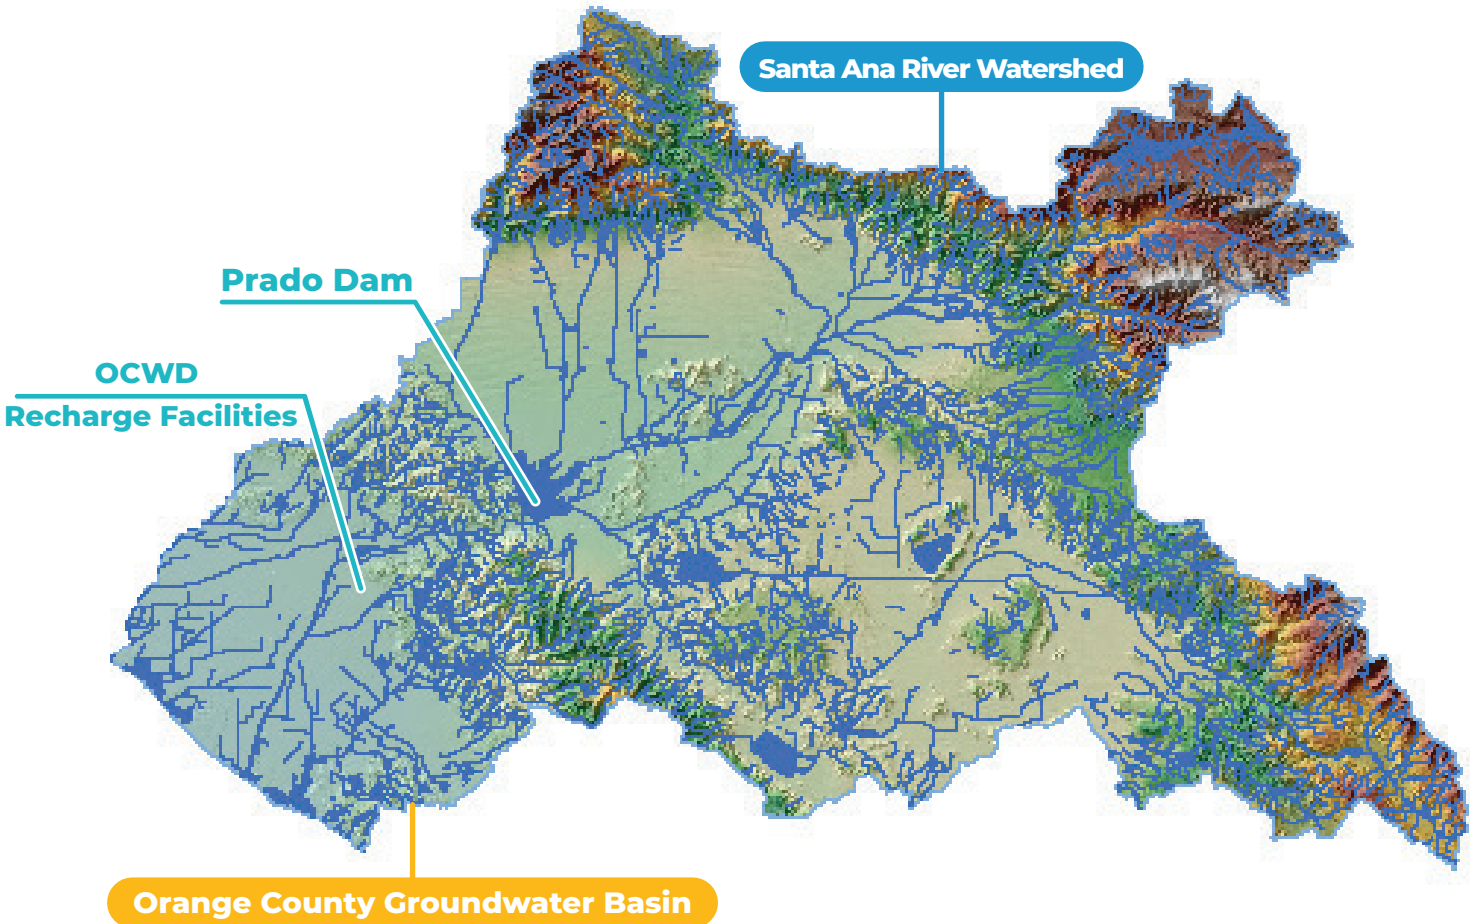 Santa Ana River Watershed
Prado Dam
OCWD
Recharge Facilities
Orange County Groundwater Basin